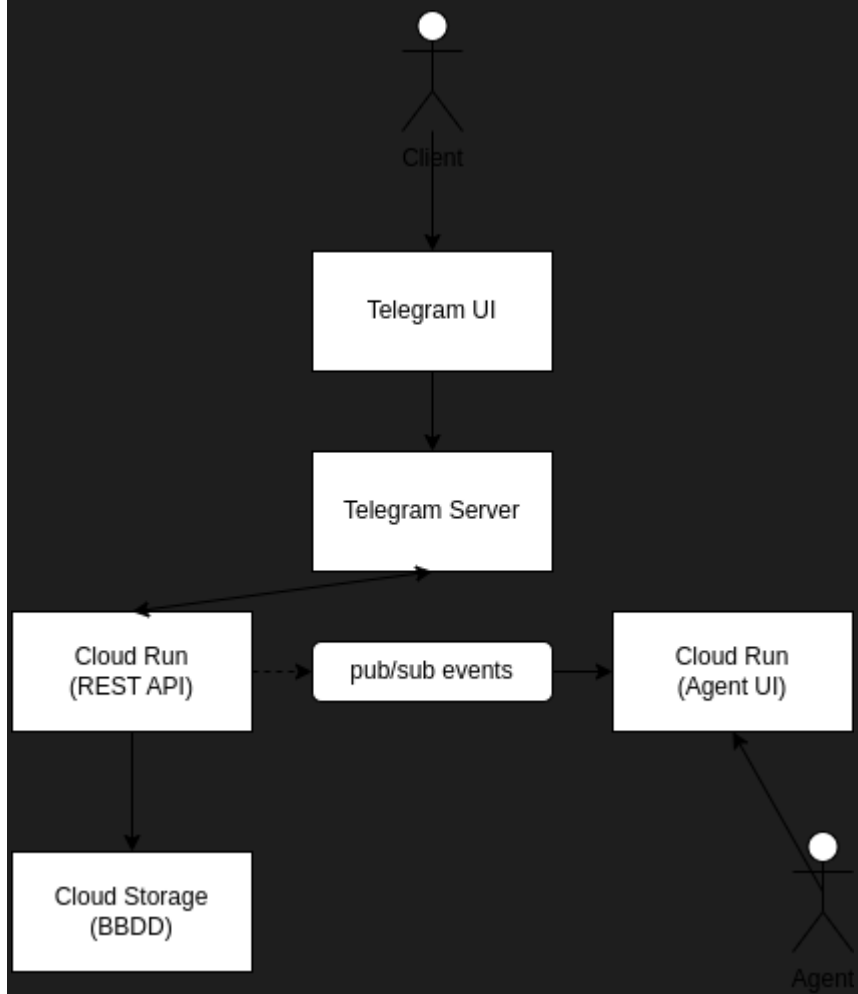 Client
Telegram UI
Telegram Server
Cloud Run
(REST API)
pub/sub events
Cloud Run
(Agent UI)
Cloud Storage
(BBDD)
Agent